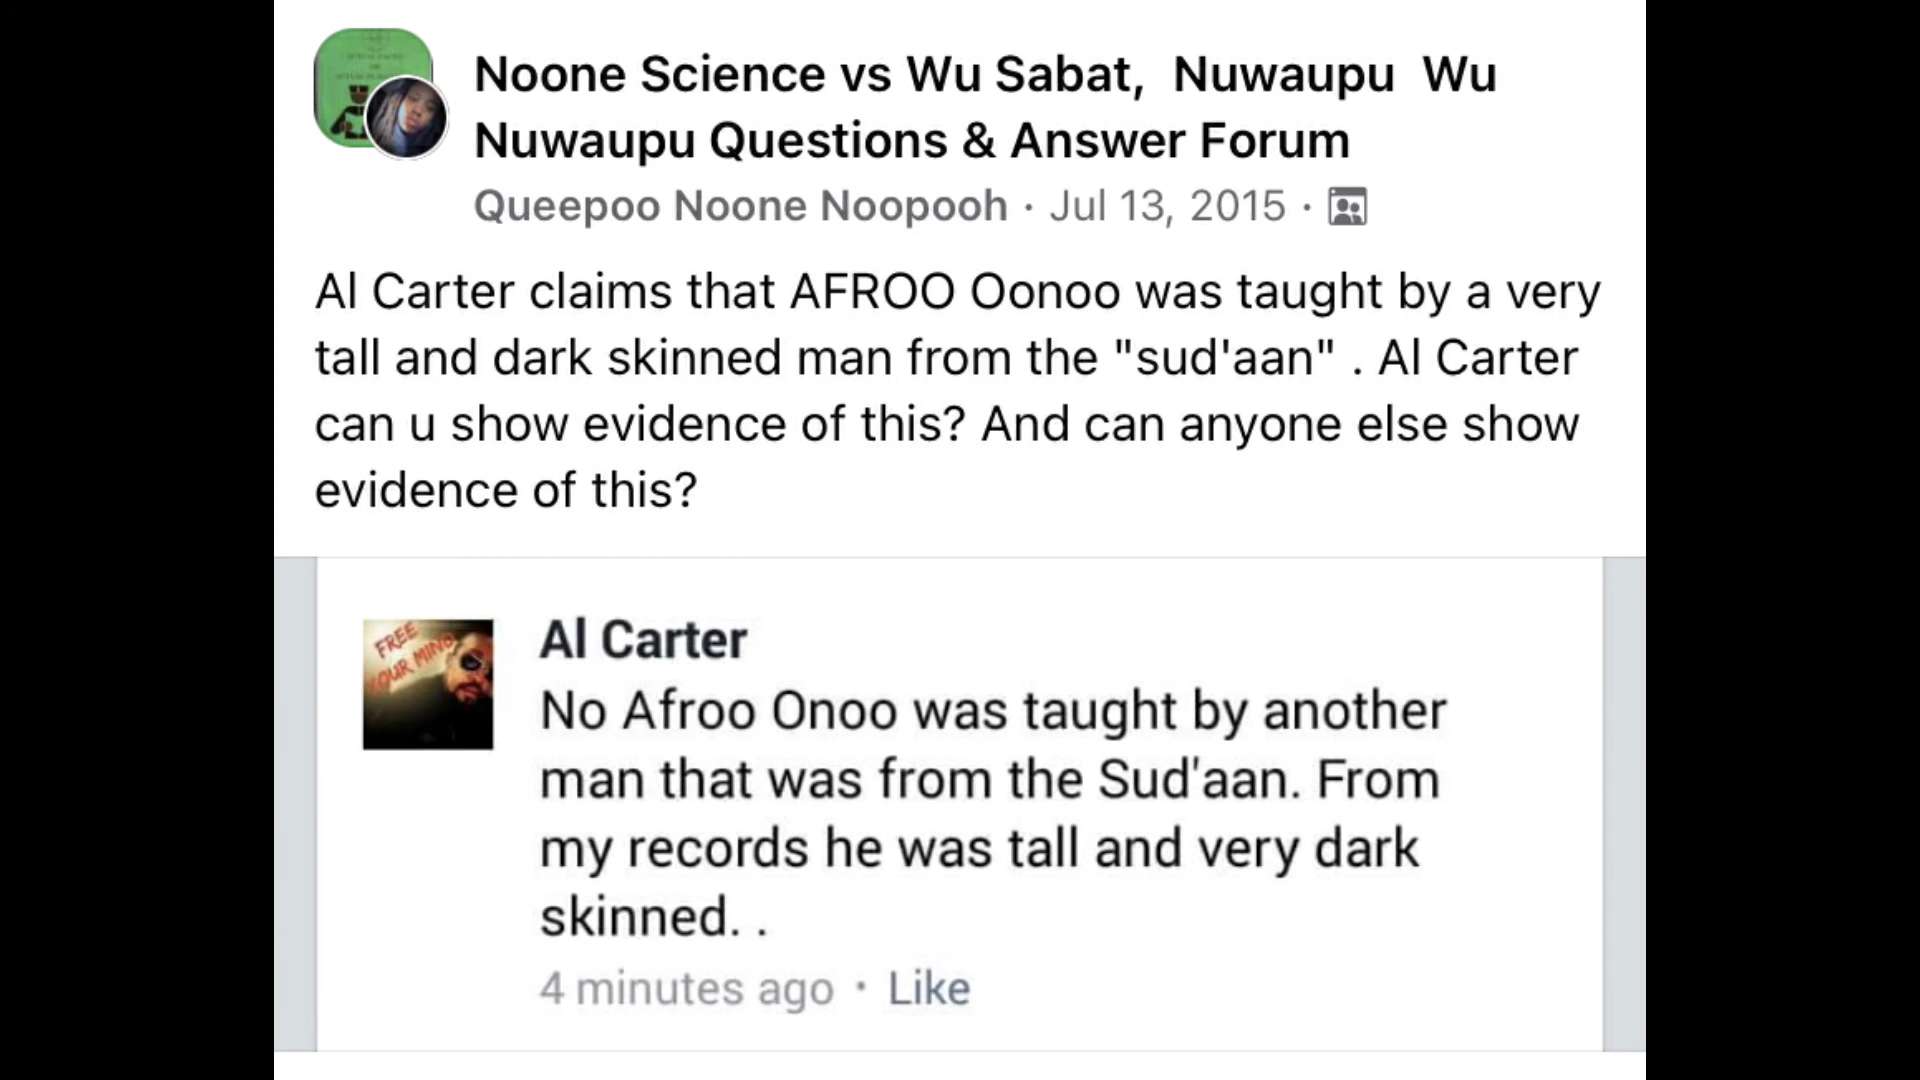 Noone Science vs Wu Sabat, Nuwaupu Wu
Nuwaupu Questions & Answer Forum
Queepoo Noone Noopooh · Jul 13, 2015 ·
Al Carter claims that AFROO Oonoo was taught by a very
tall and dark skinned man from the "sud'aan" . Al Carter
can u show evidence of this? And can anyone else show
evidence of this?
FREE
YOUR MIND
Al Carter
No Afroo Onoo was taught by another
man that was from the Sud'aan. From
my records he was tall and very dark
skinned. .
4 minutes ago · Like